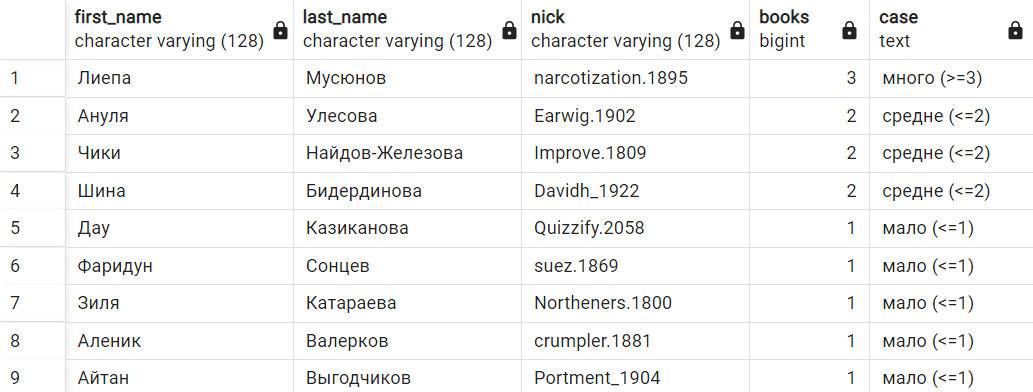 first_name last_name nick books case
character varying (128) character varying (128) character varying (128) bigint text
1 Лиепа Мусюнов narcotization.1895 3 много (>=3)
2 Ануля Улесова Earwig.1902 2 средне (<=2)
3 Чики Найдов-Железова Improve.1809 2 средне (<=2)
4 Шина Бидердинова Davidh_1922 2 средне (<=2)
5 Дау Казиканова Quizzify.2058 1 мало (<=1)
6 Фаридун Сонцев suez.1869 1 мало (<=1)
7 Зиля Катараева Northeners.1800 1 мало (<=1)
8 Аленик Валерков crumpler.1881 1 мало (<=1)
9 Айтан Выгодчиков Portment_1904 1 мало (<=1)